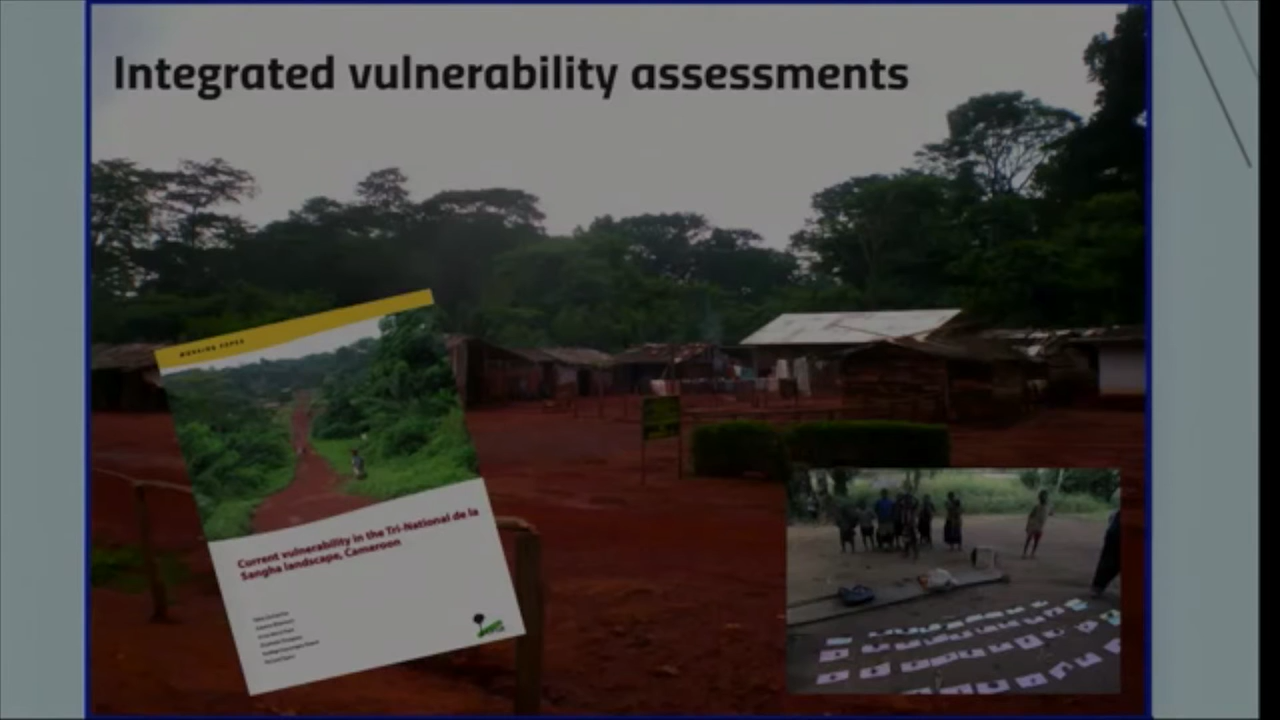 Integrated vulnerability assessments
WORKING PAPER
Current vulnerability in the Tri-National de la
Sangha landscape, Cameroon